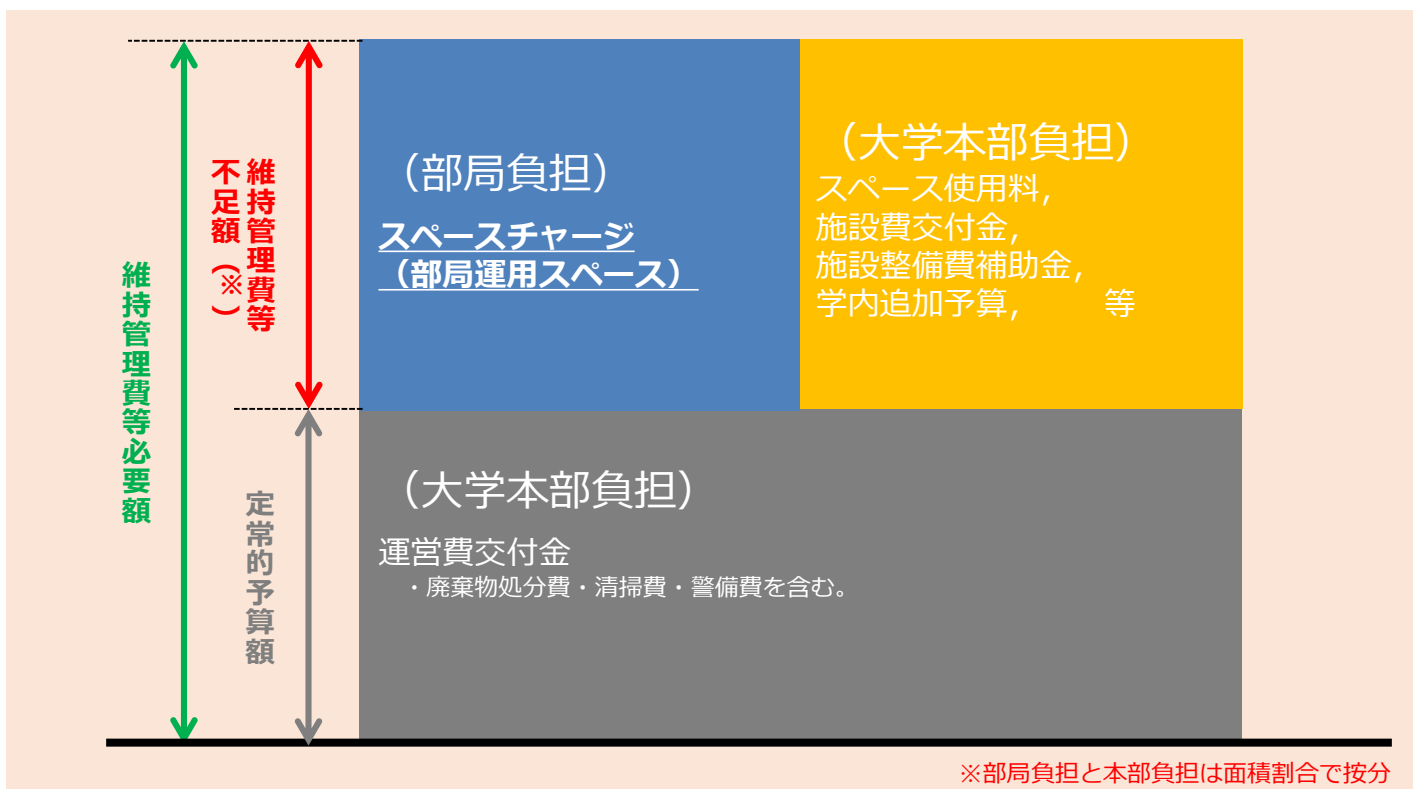 維持管理費等必要額
維持管理費等
不足額（※）
定常的予算額
（部局負担）
スペースチャージ
（部局運用スペース）
（大学本部負担）
スペース使用料，
施設費交付金，
施設整備費補助金，
学内追加予算，　　等
（大学本部負担）
運営費交付金
・廃棄物処分費・清掃費・警備費を含む。
※部局負担と本部負担は面積割合で按分